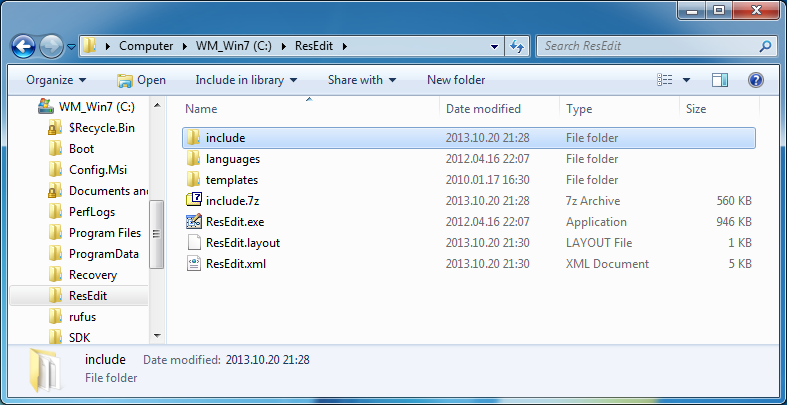 Computer WM_Win7 (C:) ResEdit Search ResEdit
Organize Open Include in library Share with New folder
Name Date modified Type Size
WM_Win7 (C:)
$Recycle.Bin
Boot
Config.Msi
Documents and
PerfLogs
Program Files
ProgramData
Recovery
ResEdit
rufus
SDK
include 2013.10.20 21:28 File folder
languages 2012.04.16 22:07 File folder
templates 2010.01.17 16:30 File folder
include.7z 2013.10.20 21:28 7z Archive 560 KB
ResEdit.exe 2012.04.16 22:07 Application 946 KB
ResEdit.layout 2013.10.20 21:30 LAYOUT File 1 KB
ResEdit.xml 2013.10.20 21:30 XML Document 5 KB
include Date modified: 2013.10.20 21:28
File folder